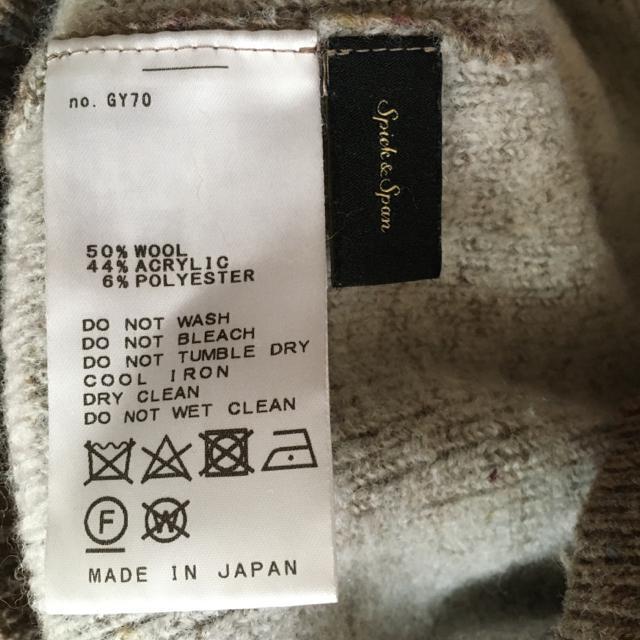 no. GY70
50% WOOL
44% ACRYLIC
6% POLYESTER
DO NOT WASH
DO NOT BLEACH
DO NOT TUMBLE DRY
COOL IRON
DRY CLEAN
DO NOT WET CLEAN
F W
MADE IN JAPAN
Spick & Span